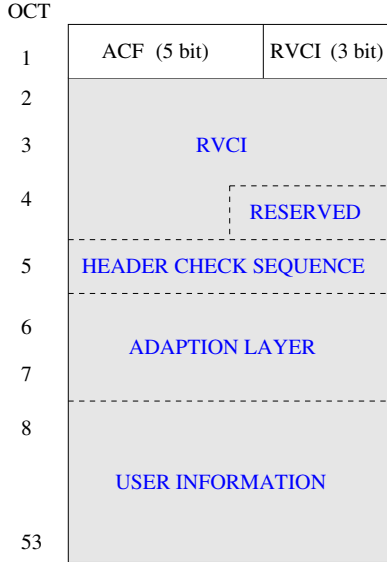 OCT
1 ACF (5 bit) RVCI (3 bit)
2
3 RVCI
4 RESERVED
5 HEADER CHECK SEQUENCE
6
ADAPTION LAYER
7
8
USER INFORMATION
53